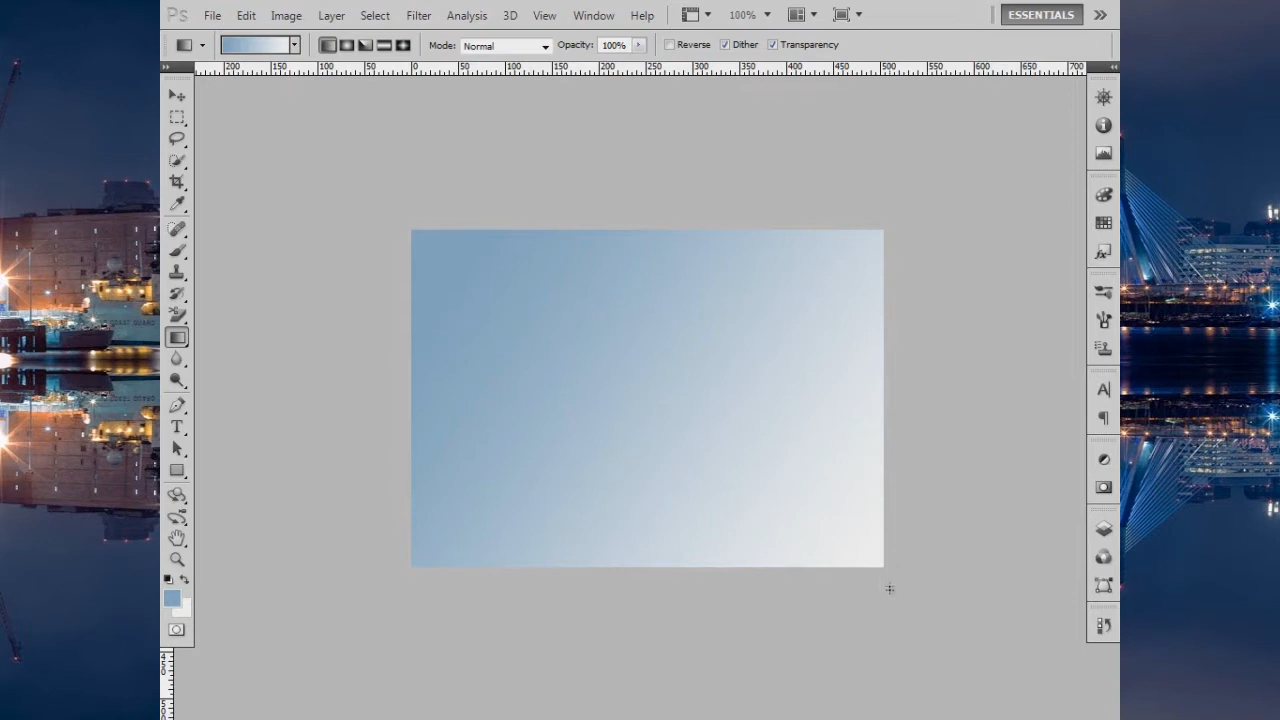 Ps File Edit Image Layer Select Filter Analysis 3D View Window Help 100% ESSENTIALS
Mode: Normal Opacity: 100% Reverse Dither Transparency
200 150 100 50 0 50 100 150 200 250 300 350 400 450 500 550 600 650 700
T
A
¶
450